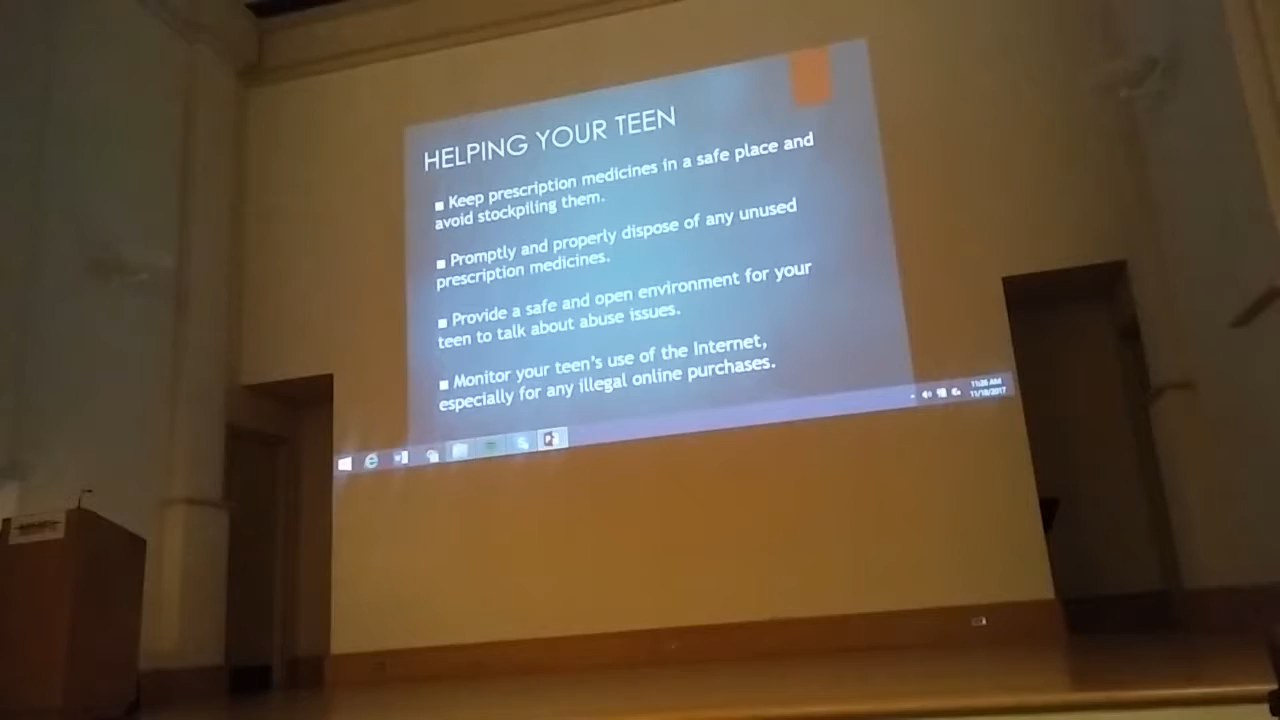 HELPING YOUR TEEN
■ Keep prescription medicines in a safe place and
avoid stockpiling them.
■ Promptly and properly dispose of any unused
prescription medicines.
■ Provide a safe and open environment for your
teen to talk about abuse issues.
■ Monitor your teen's use of the Internet,
especially for any illegal online purchases.